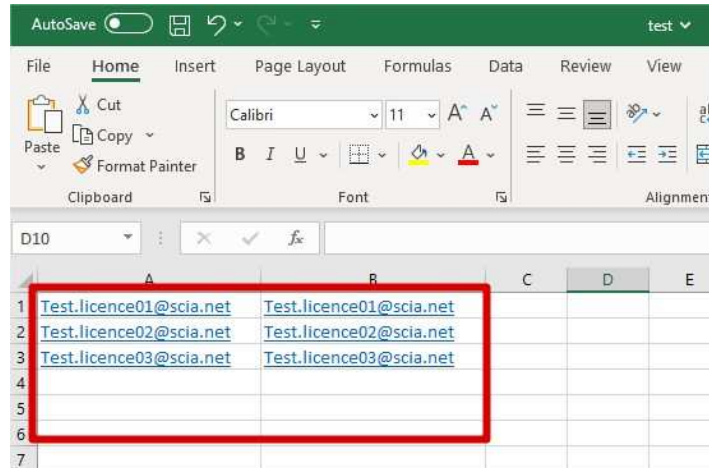 AutoSave test
File Home Insert Page Layout Formulas Data Review View
Cut
Copy
Paste
Format Painter
Calibri 11 A^ A˅
B I U A
Clipboard Font Alignmen
D10 fx
A B C D E
1 Test.licence01@scia.net Test.licence01@scia.net
2 Test.licence02@scia.net Test.licence02@scia.net
3 Test.licence03@scia.net Test.licence03@scia.net
4
5
6
7